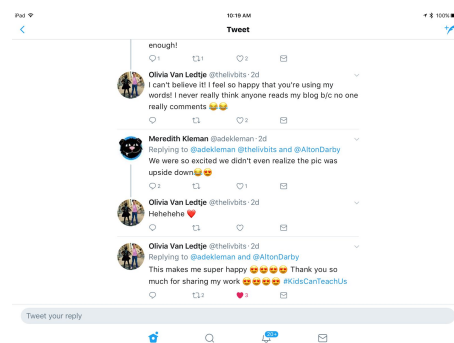 iPad 10:19 AM 100%
Tweet
enough!
1 1 2
Olivia Van Ledtje @thelivbits · 2d
I can't believe it! I feel so happy that you're using my
words! I never really think anyone reads my blog b/c no one
really comments 😂😂
2
Meredith Kleman @adekleman · 2d
Replying to @adekleman @thelivbits and @AltonDarby
We were so excited we didn't even realize the pic was
upside down😂😍
2 1
Olivia Van Ledtje @thelivbits · 2d
Hehehehe ❤️
Olivia Van Ledtje @thelivbits · 2d
Replying to @adekleman and @AltonDarby
This makes me super happy 😍😍😍😍 Thank you so
much for sharing my work 😍😍😍😍 #KidsCanTeachUs
2 3
Tweet your reply
20+